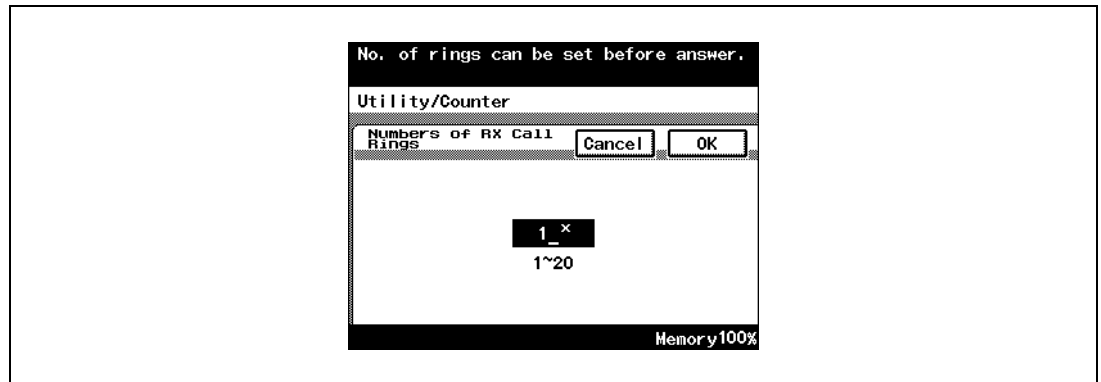 No. of rings can be set before answer.
Utility/Counter
Numbers of RX Call
Rings
Cancel
OK
1_x
1~20
Memory100%